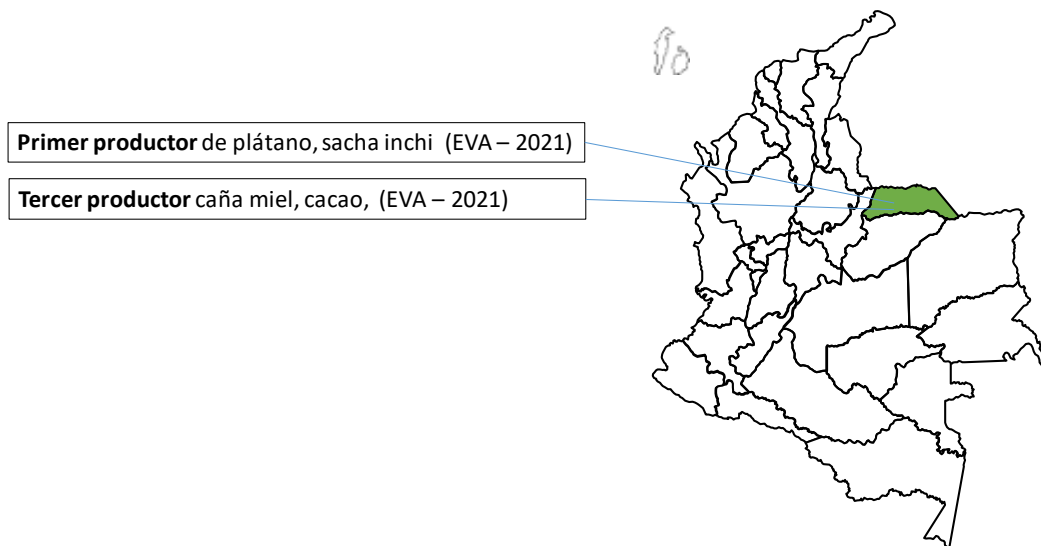 Primer productor de plátano, sacha inchi (EVA – 2021)
Tercer productor caña miel, cacao, (EVA – 2021)